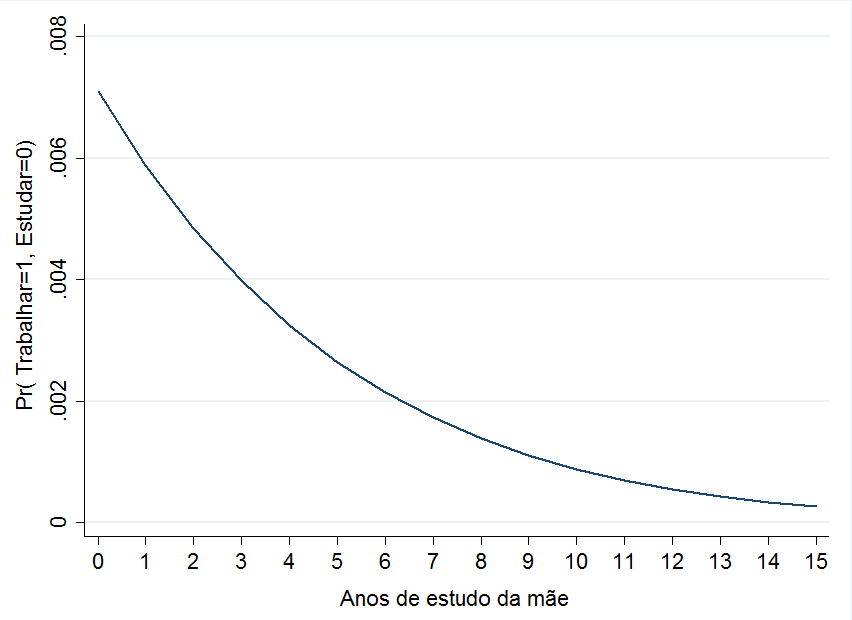 Pr( Trabalhar=1, Estudar=0)
.008
.006
.004
.002
0
0 1 2 3 4 5 6 7 8 9 10 11 12 13 14 15
Anos de estudo da mãe